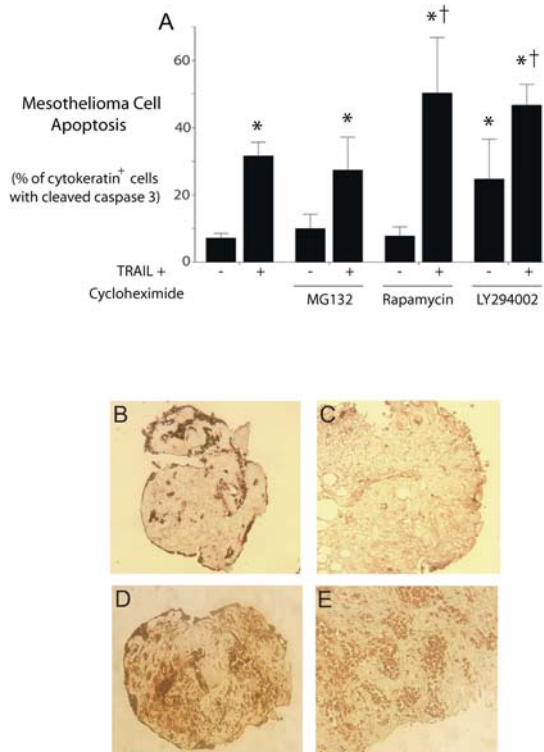 A
60
40
20
0
Mesothelioma Cell
Apoptosis
(% of cytokeratin+ cells
with cleaved caspase 3)
* * *† * *†
TRAIL +
Cycloheximide
- + - + - + - +
MG132 Rapamycin LY294002
B C
D E